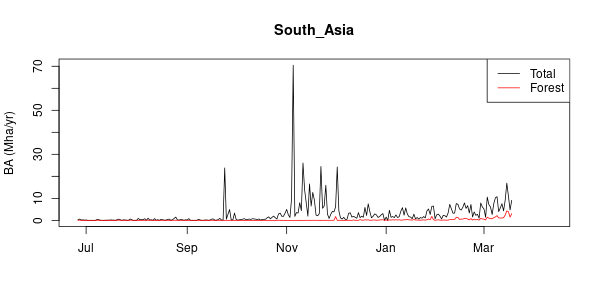 South_Asia
BA (Mha/yr)
70
50
30
10
0
Total
Forest
Jul Sep Nov Jan Mar